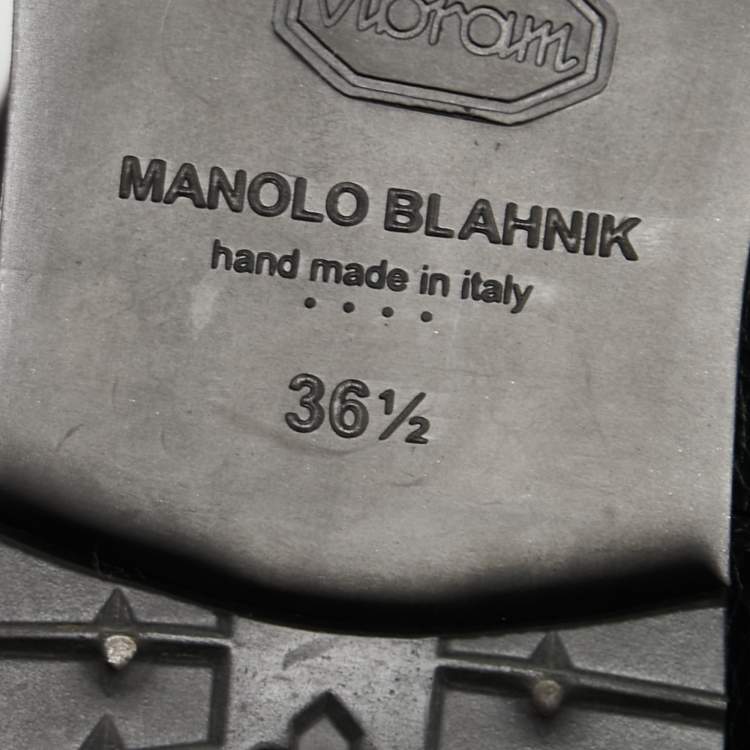 vibram
MANOLO BLAHNIK
hand made in italy
36½